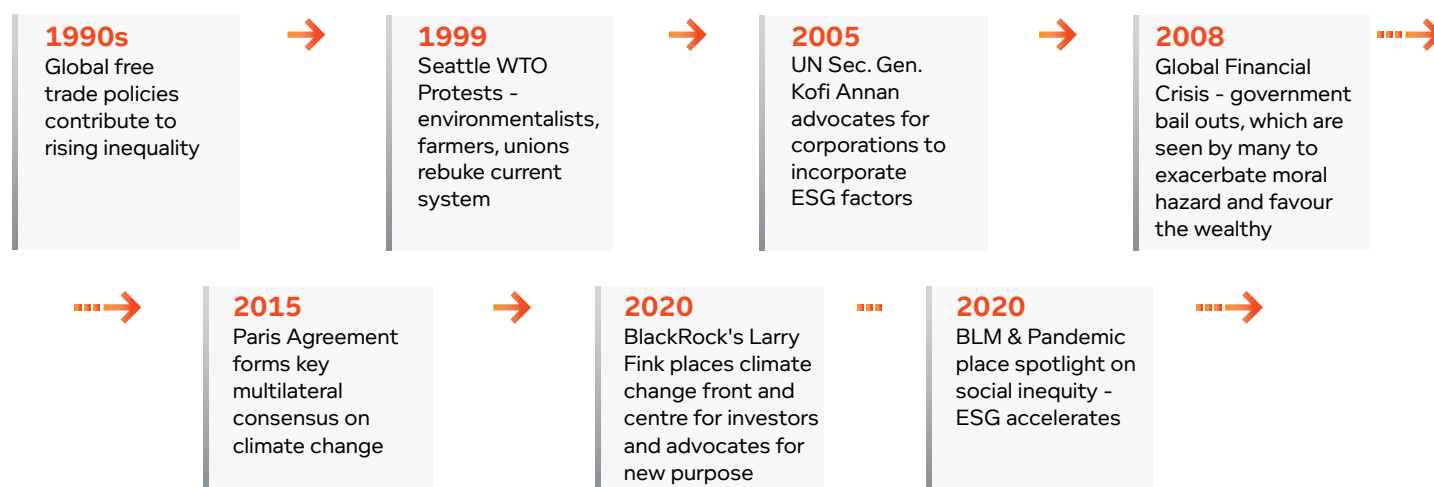 1990s
Global free
trade policies
contribute to
rising inequality
1999
Seattle WTO
Protests -
environmentalists,
farmers, unions
rebuke current
system
2005
UN Sec. Gen.
Kofi Annan
advocates for
corporations to
incorporate
ESG factors
2008
Global Financial
Crisis - government
bail outs, which are
seen by many to
exacerbate moral
hazard and favour
the wealthy
2015
Paris Agreement
forms key
multilateral
consensus on
climate change
2020
BlackRock's Larry
Fink places climate
change front and
centre for investors
and advocates for
new purpose
2020
BLM & Pandemic
place spotlight on
social inequity -
ESG accelerates